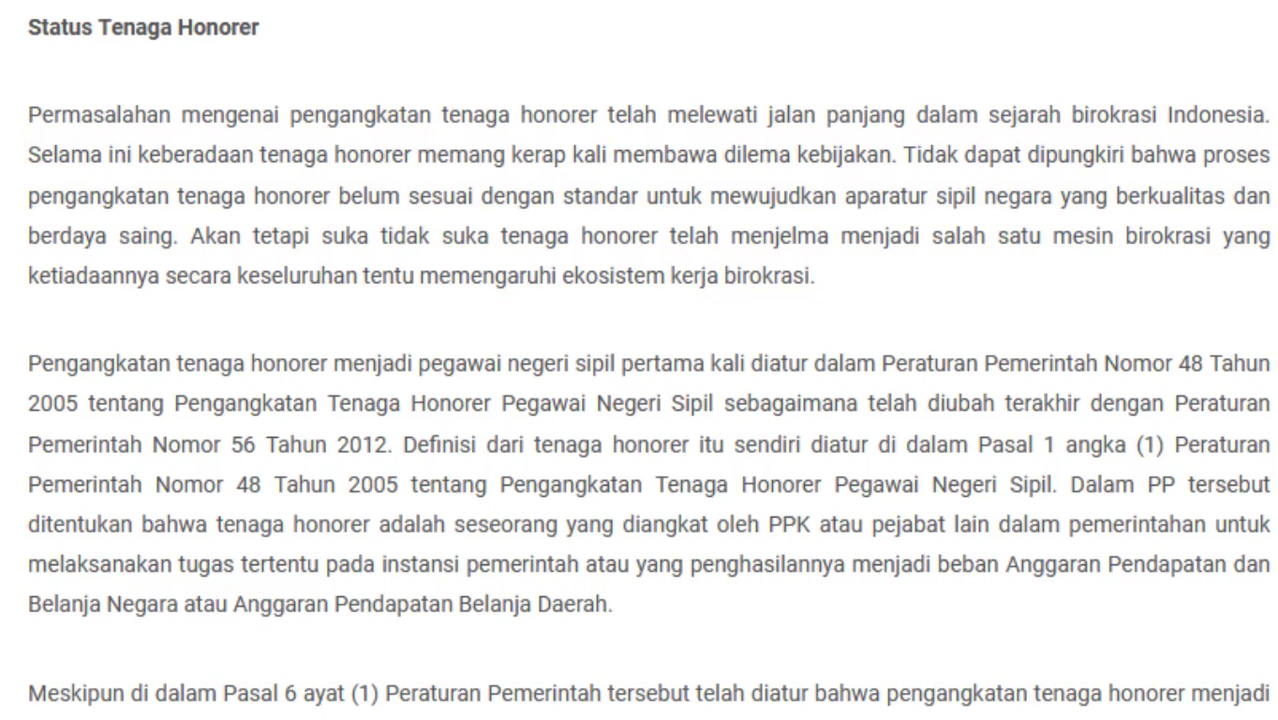 Status Tenaga Honorer
Permasalahan mengenai pengangkatan tenaga honorer telah melewati jalan panjang dalam sejarah birokrasi Indonesia.
Selama ini keberadaan tenaga honorer memang kerap kali membawa dilema kebijakan. Tidak dapat dipungkiri bahwa proses
pengangkatan tenaga honorer belum sesuai dengan standar untuk mewujudkan aparatur sipil negara yang berkualitas dan
berdaya saing. Akan tetapi suka tidak suka tenaga honorer telah menjelma menjadi salah satu mesin birokrasi yang
ketiadaannya secara keseluruhan tentu memengaruhi ekosistem kerja birokrasi.
Pengangkatan tenaga honorer menjadi pegawai negeri sipil pertama kali diatur dalam Peraturan Pemerintah Nomor 48 Tahun
2005 tentang Pengangkatan Tenaga Honorer Pegawai Negeri Sipil sebagaimana telah diubah terakhir dengan Peraturan
Pemerintah Nomor 56 Tahun 2012. Definisi dari tenaga honorer itu sendiri diatur di dalam Pasal 1 angka (1) Peraturan
Pemerintah Nomor 48 Tahun 2005 tentang Pengangkatan Tenaga Honorer Pegawai Negeri Sipil. Dalam PP tersebut
ditentukan bahwa tenaga honorer adalah seseorang yang diangkat oleh PPK atau pejabat lain dalam pemerintahan untuk
melaksanakan tugas tertentu pada instansi pemerintah atau yang penghasilannya menjadi beban Anggaran Pendapatan dan
Belanja Negara atau Anggaran Pendapatan Belanja Daerah.
Meskipun di dalam Pasal 6 ayat (1) Peraturan Pemerintah tersebut telah diatur bahwa pengangkatan tenaga honorer menjadi